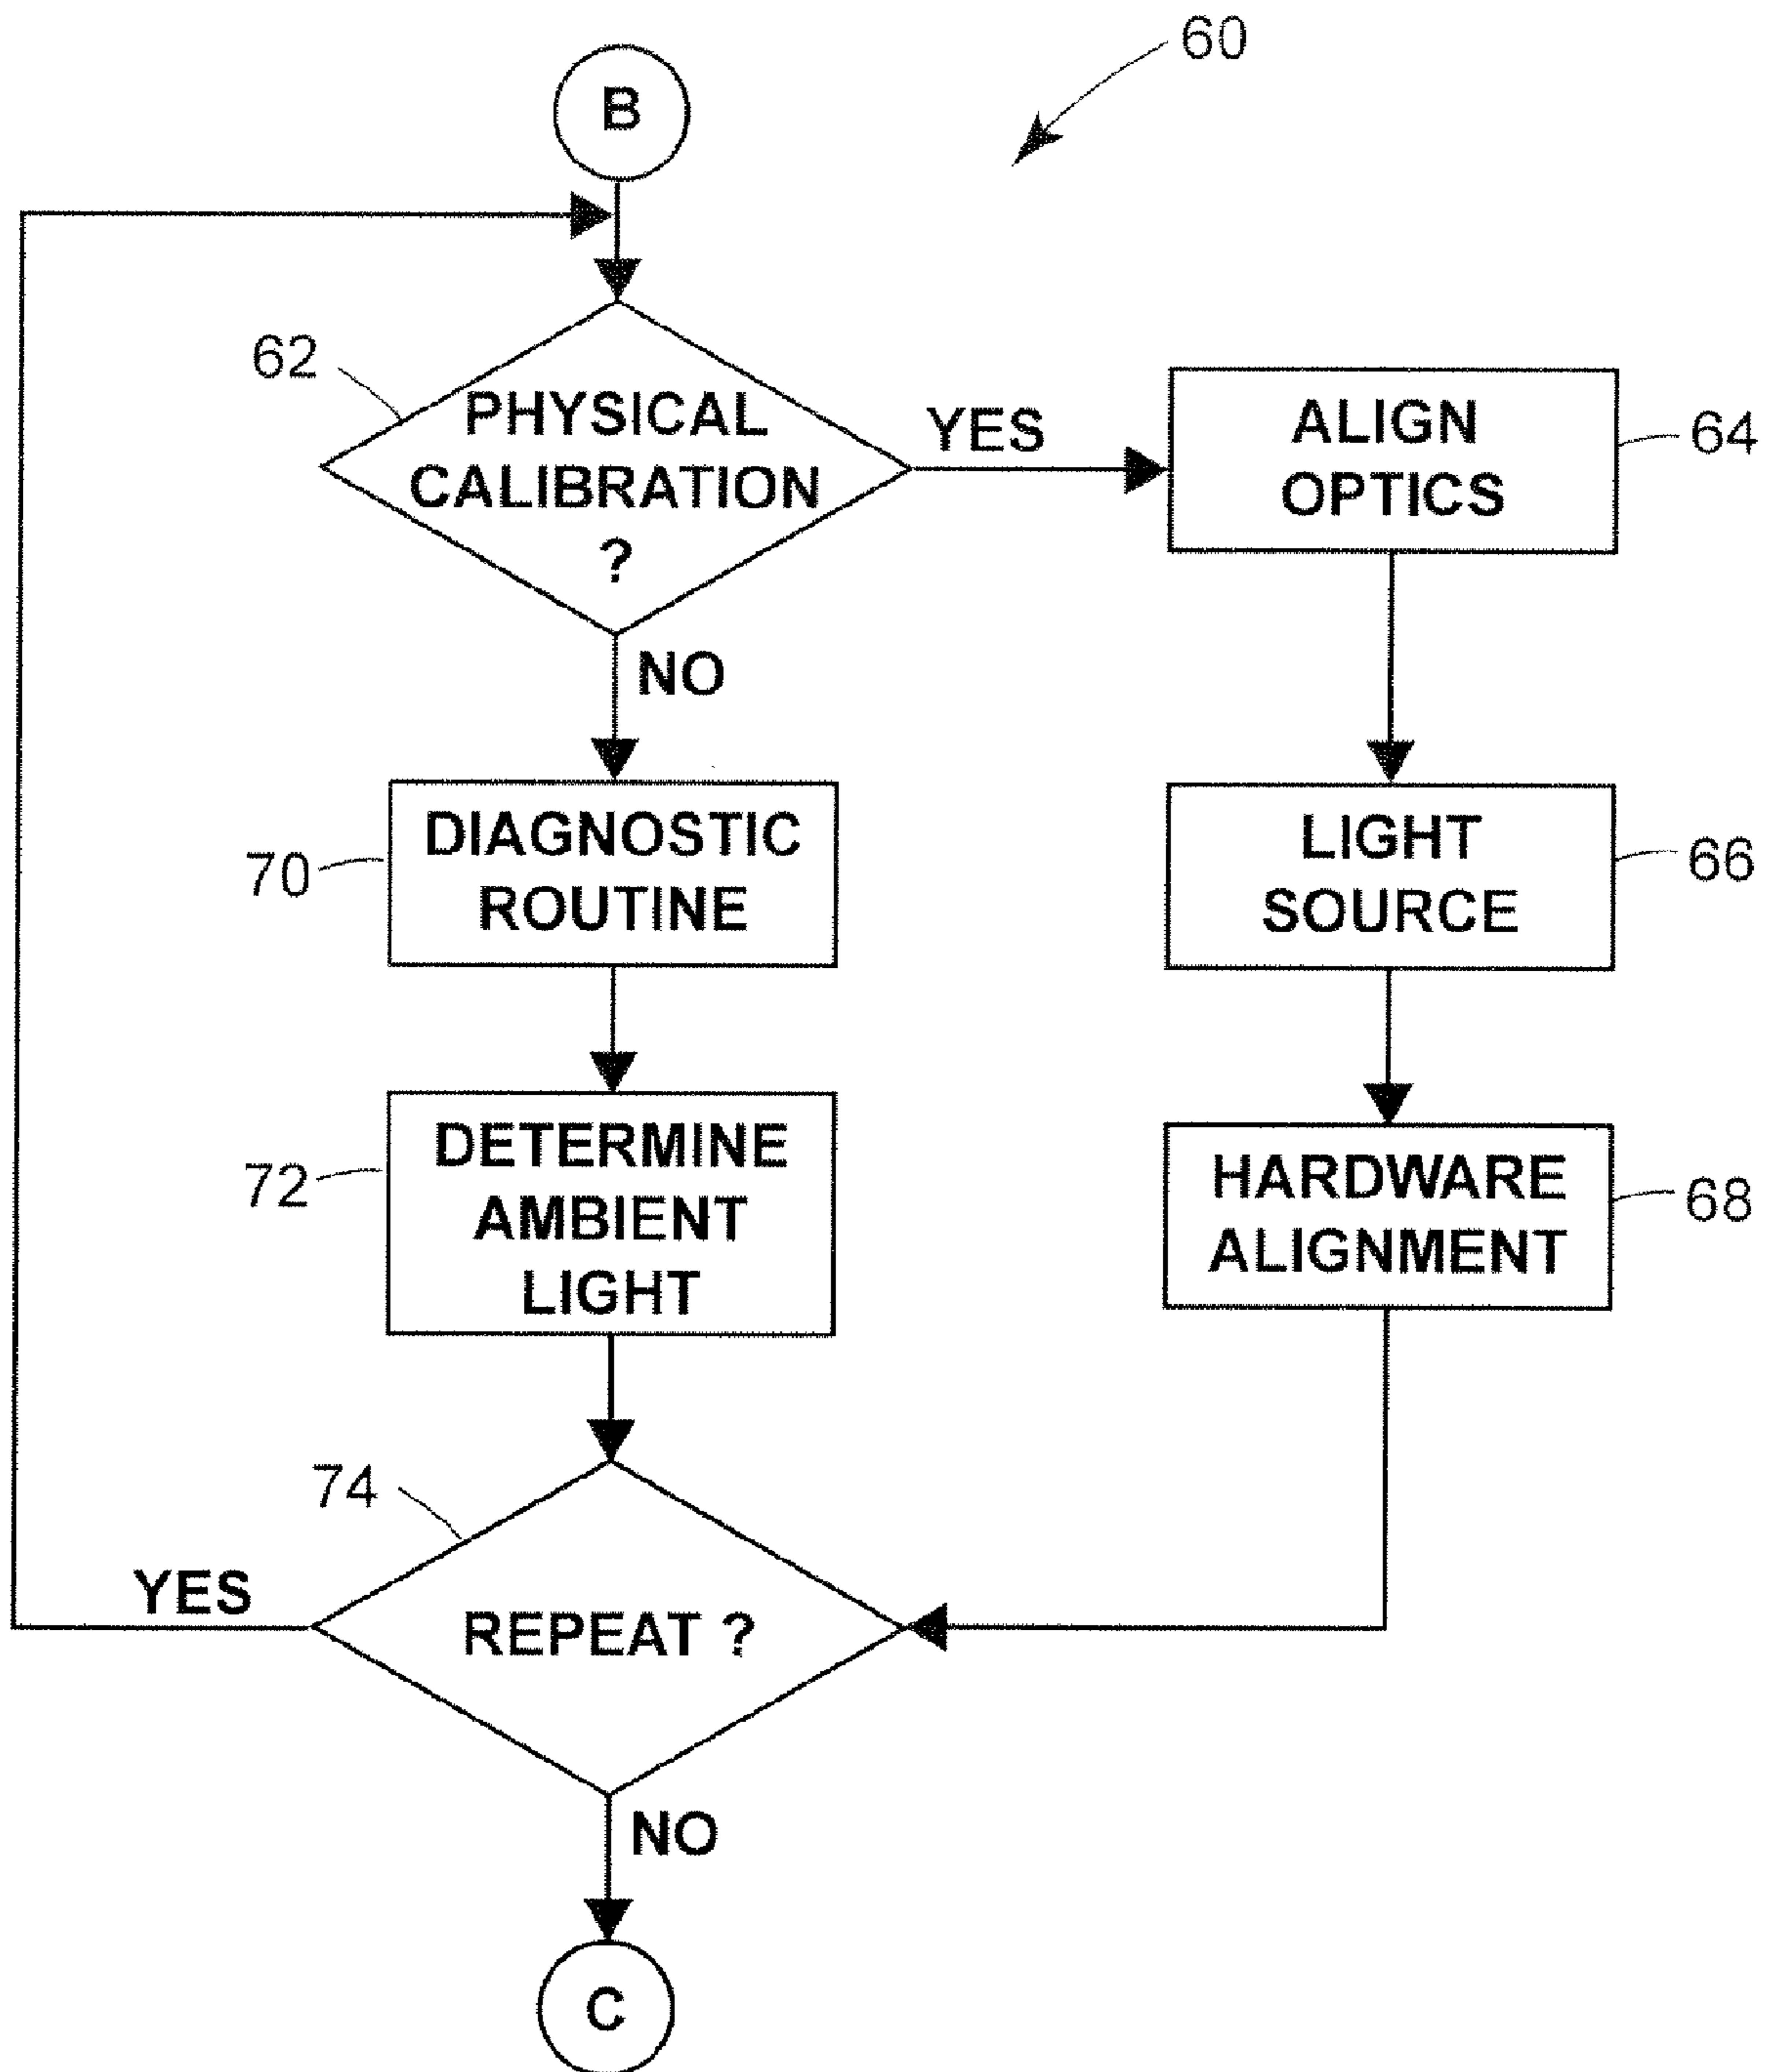 60
B
62
PHYSICAL
CALIBRATION
?
YES
ALIGN
OPTICS
64
NO
DIAGNOSTIC
ROUTINE
70
LIGHT
SOURCE
66
DETERMINE
AMBIENT
LIGHT
72
HARDWARE
ALIGNMENT
68
74
YES
REPEAT ?
NO
C